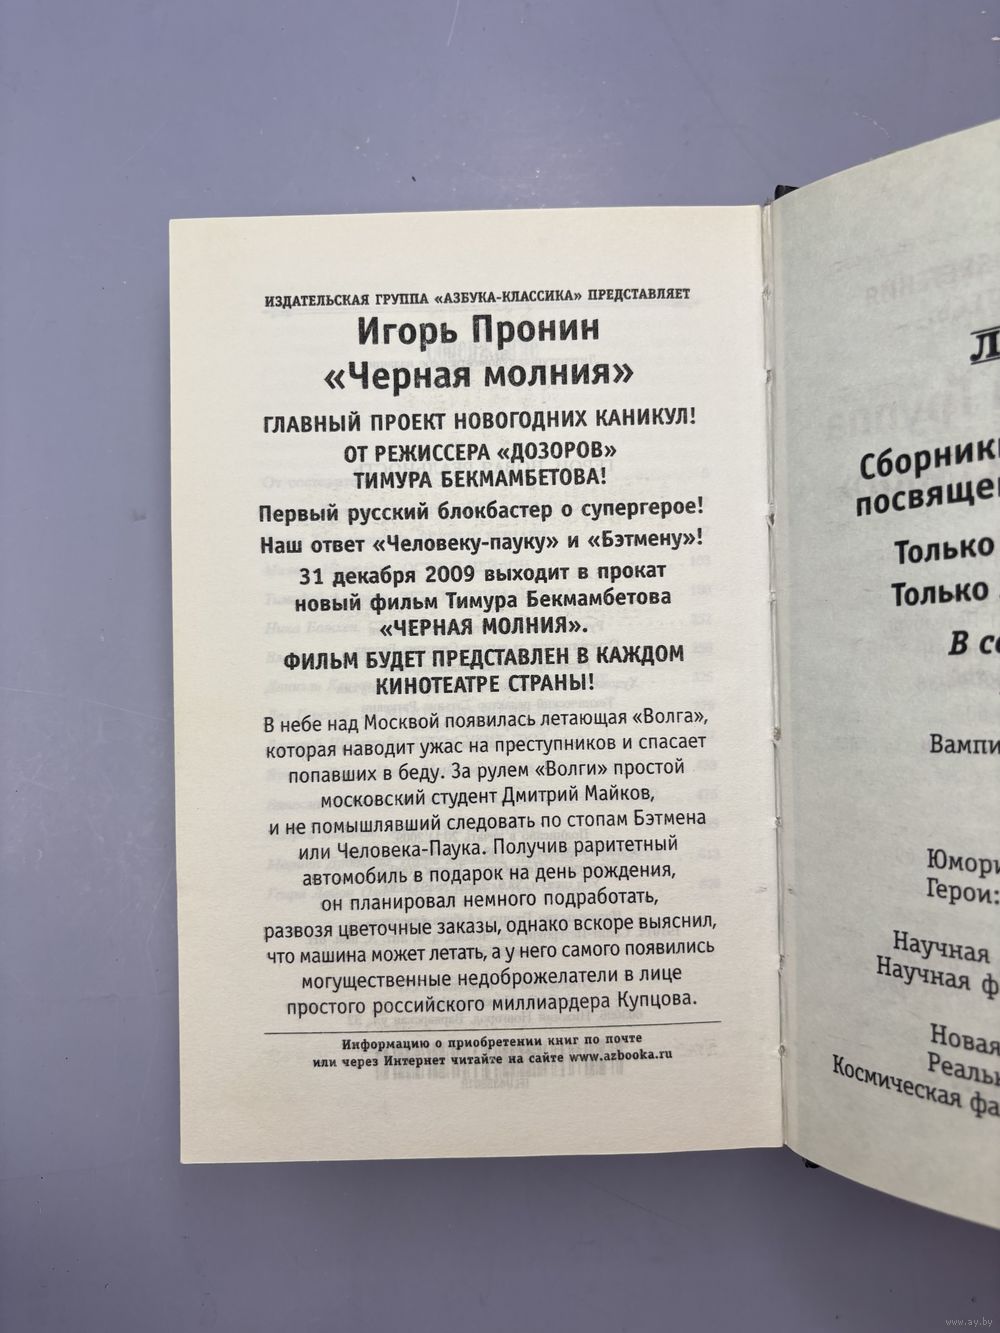 ИЗДАТЕЛЬСКАЯ ГРУППА «АЗБУКА-КЛАССИКА» ПРЕДСТАВЛЯЕТ
Игорь Пронин
«Черная молния»
ГЛАВНЫЙ ПРОЕКТ НОВОГОДНИХ КАНИКУЛ!
ОТ РЕЖИССЕРА «ДОЗОРОВ»
ТИМУРА БЕКМАМБЕТОВА!
Первый русский блокбастер о супергерое!
Наш ответ «Человеку-пауку» и «Бэтмену»!
31 декабря 2009 выходит в прокат
новый фильм Тимура Бекмамбетова
«ЧЕРНАЯ МОЛНИЯ».
ФИЛЬМ БУДЕТ ПРЕДСТАВЛЕН В КАЖДОМ
КИНОТЕАТРЕ СТРАНЫ!
В небе над Москвой появилась летающая «Волга»,
которая наводит ужас на преступников и спасает
попавших в беду. За рулем «Волги» простой
московский студент Дмитрий Майков,
и не помышлявший следовать по стопам Бэтмена
или Человека-Паука. Получив раритетный
автомобиль в подарок на день рождения,
он планировал немного подработать,
развозя цветочные заказы, однако вскоре выяснил,
что машина может летать, а у него самого появились
могущественные недоброжелатели в лице
простого российского миллиардера Купцова.
Информацию о приобретении книг по почте
или через Интернет читайте на сайте www.azbooka.ru
Сборники
посвящен
Только
Только
В се
Вампи
Юмори
Герои:
Научная
Научная ф
Новая
Реальн
Космическая фа
www.ay.by